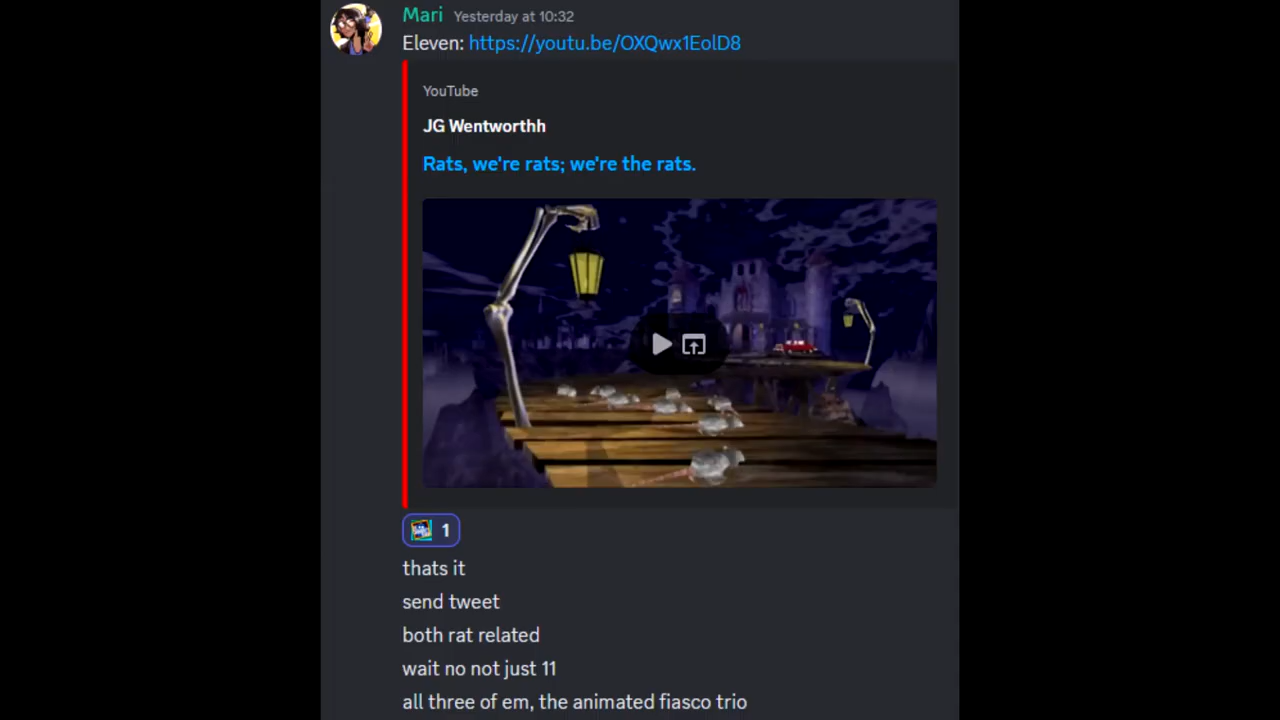 Mari Yesterday at 10:32
Eleven: https://youtu.be/OXQwx1EolD8
YouTube
JG Wentworthh
Rats, we're rats; we're the rats.
1
thats it
send tweet
both rat related
wait no not just 11
all three of em, the animated fiasco trio